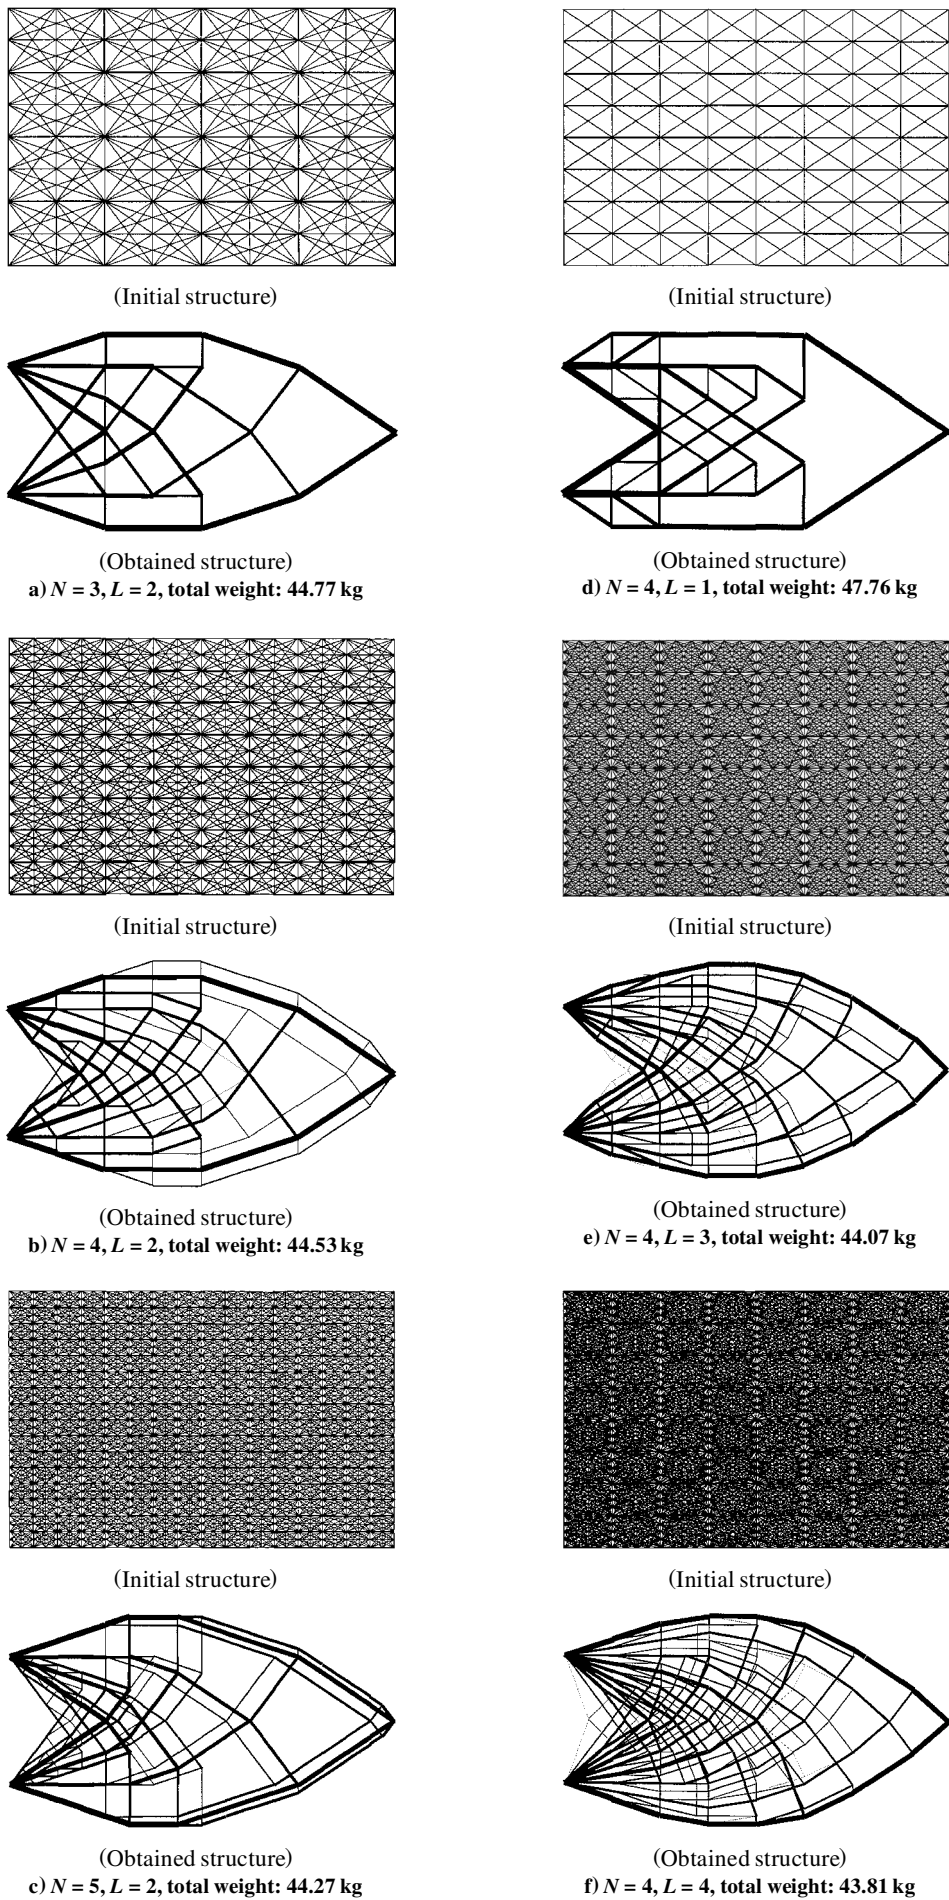 (Initial structure)
(Obtained structure)
a) N = 3, L = 2, total weight: 44.77 kg
(Initial structure)
(Obtained structure)
b) N = 4, L = 2, total weight: 44.53 kg
(Initial structure)
(Obtained structure)
c) N = 5, L = 2, total weight: 44.27 kg
(Initial structure)
(Obtained structure)
d) N = 4, L = 1, total weight: 47.76 kg
(Initial structure)
(Obtained structure)
e) N = 4, L = 3, total weight: 44.07 kg
(Initial structure)
(Obtained structure)
f) N = 4, L = 4, total weight: 43.81 kg